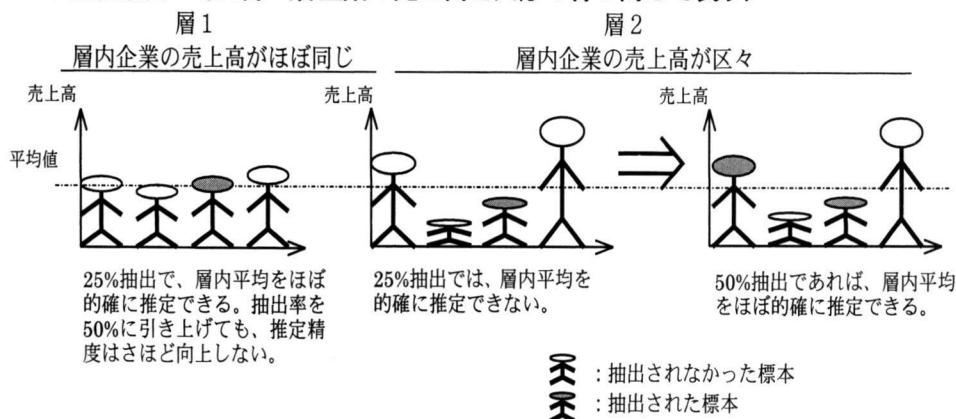 層1
層内企業の売上高がほぼ同じ
層2
層内企業の売上高が区々
売上高
平均値
25%抽出で、層内平均をほぼ
的確に推定できる。抽出率を
50%に引き上げても、推定精
度はさほど向上しない。
売上高
25%抽出では、層内平均を
的確に推定できない。
売上高
50%抽出であれば、層内平均
をほぼ的確に推定できる。
:抽出されなかった標本
:抽出された標本